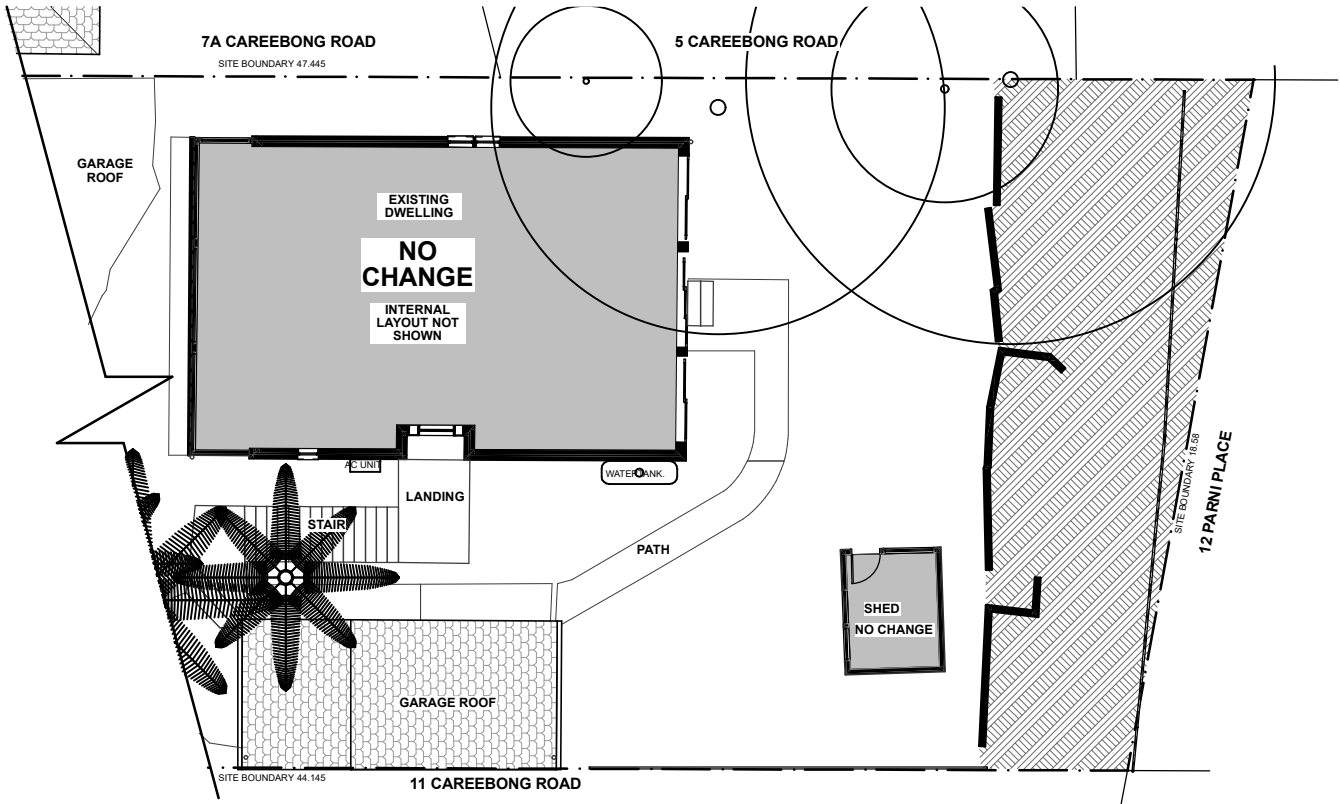 7A CAREEBONG ROAD
5 CAREEBONG ROAD
SITE BOUNDARY 47.445
GARAGE
ROOF
EXISTING
DWELLING
NO
CHANGE
INTERNAL
LAYOUT NOT
SHOWN
AC UNIT
WATER TANK.
LANDING
STAIR
PATH
SITE BOUNDARY 18.58
12 PARNI PLACE
SHED
NO CHANGE
GARAGE ROOF
SITE BOUNDARY 44.145
11 CAREEBONG ROAD